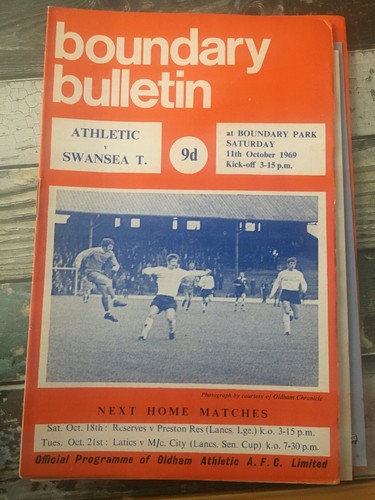 boundary
bulletin
ATHLETIC
v
SWANSEA T.
9d
at BOUNDARY PARK
SATURDAY
11th October 1969
Kick-off 3-15 p.m.
Photograph by courtesy of Oldham Chronicle
NEXT HOME MATCHES
Sat. Oct. 18th : Reserves v Preston Res (Lancs. Lge.) k.o. 3-15 p.m.
Tues. Oct. 21st : Latics v M/c. City (Lancs. Sen. Cup) k.o. 7-30 p.m.
Official Programme of Oldham Athletic A.F.C. Limited